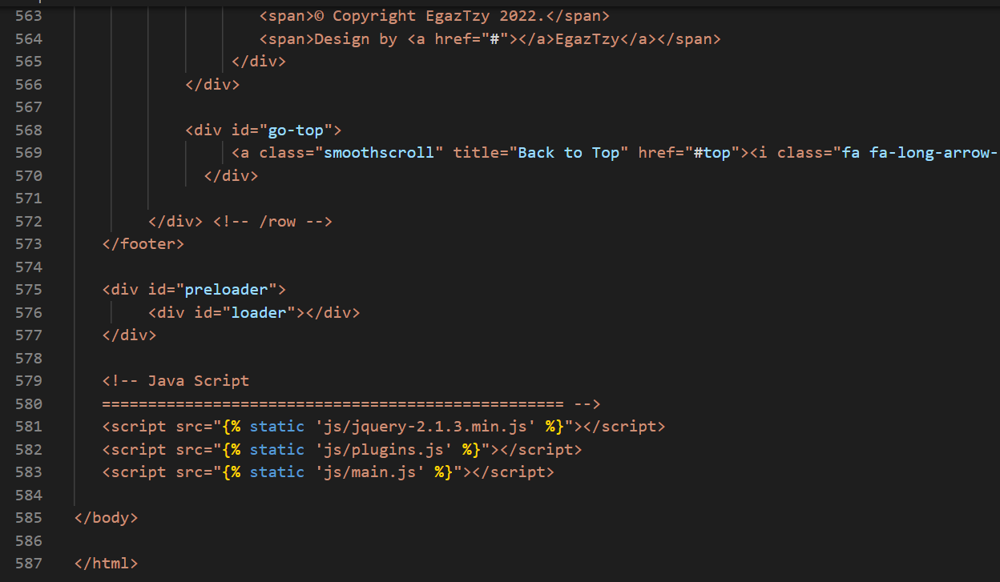 563 <span>© Copyright EgazTzy 2022.</span>
564 <span>Design by <a href="#"></a>EgazTzy</a></span>
565 </div>
566 </div>
567
568 <div id="go-top">
569 <a class="smoothscroll" title="Back to Top" href="#top"><i class="fa fa-long-arrow-
570 </div>
571
572 </div> <!-- /row -->
573 </footer>
574
575 <div id="preloader">
576 <div id="loader"></div>
577 </div>
578
579 <!-- Java Script
580 ================================================== -->
581 <script src="{% static 'js/jquery-2.1.3.min.js' %}"></script>
582 <script src="{% static 'js/plugins.js' %}"></script>
583 <script src="{% static 'js/main.js' %}"></script>
584
585 </body>
586
587 </html>